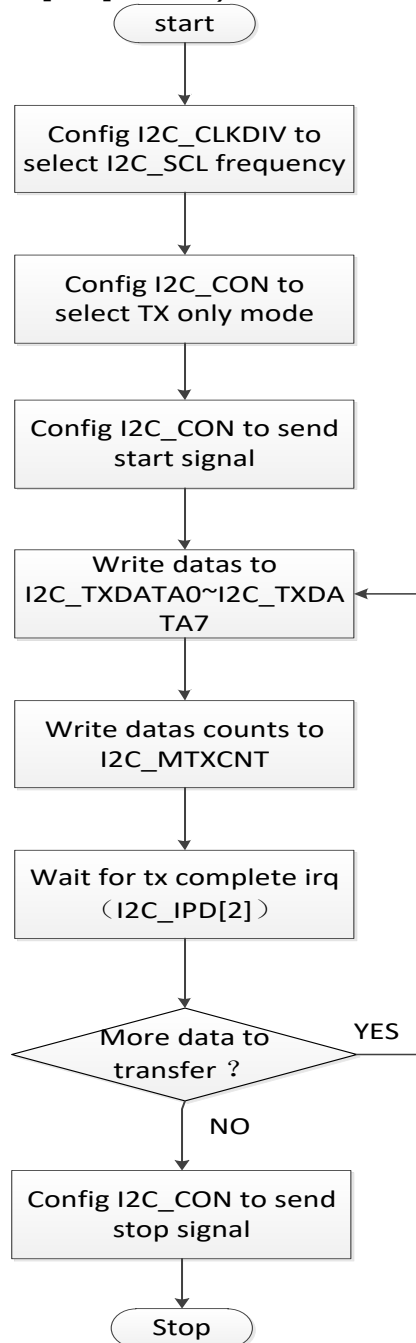 start
Config I2C_CLKDIV to
select I2C_SCL frequency
Config I2C_CON to
select TX only mode
Config I2C_CON to send
start signal
Write datas to
I2C_TXDATA0~I2C_TXDA
TA7
Write datas counts to
I2C_MTXCNT
Wait for tx complete irq
（I2C_IPD[2]）
More data to
transfer ？
YES
NO
Config I2C_CON to send
stop signal
Stop